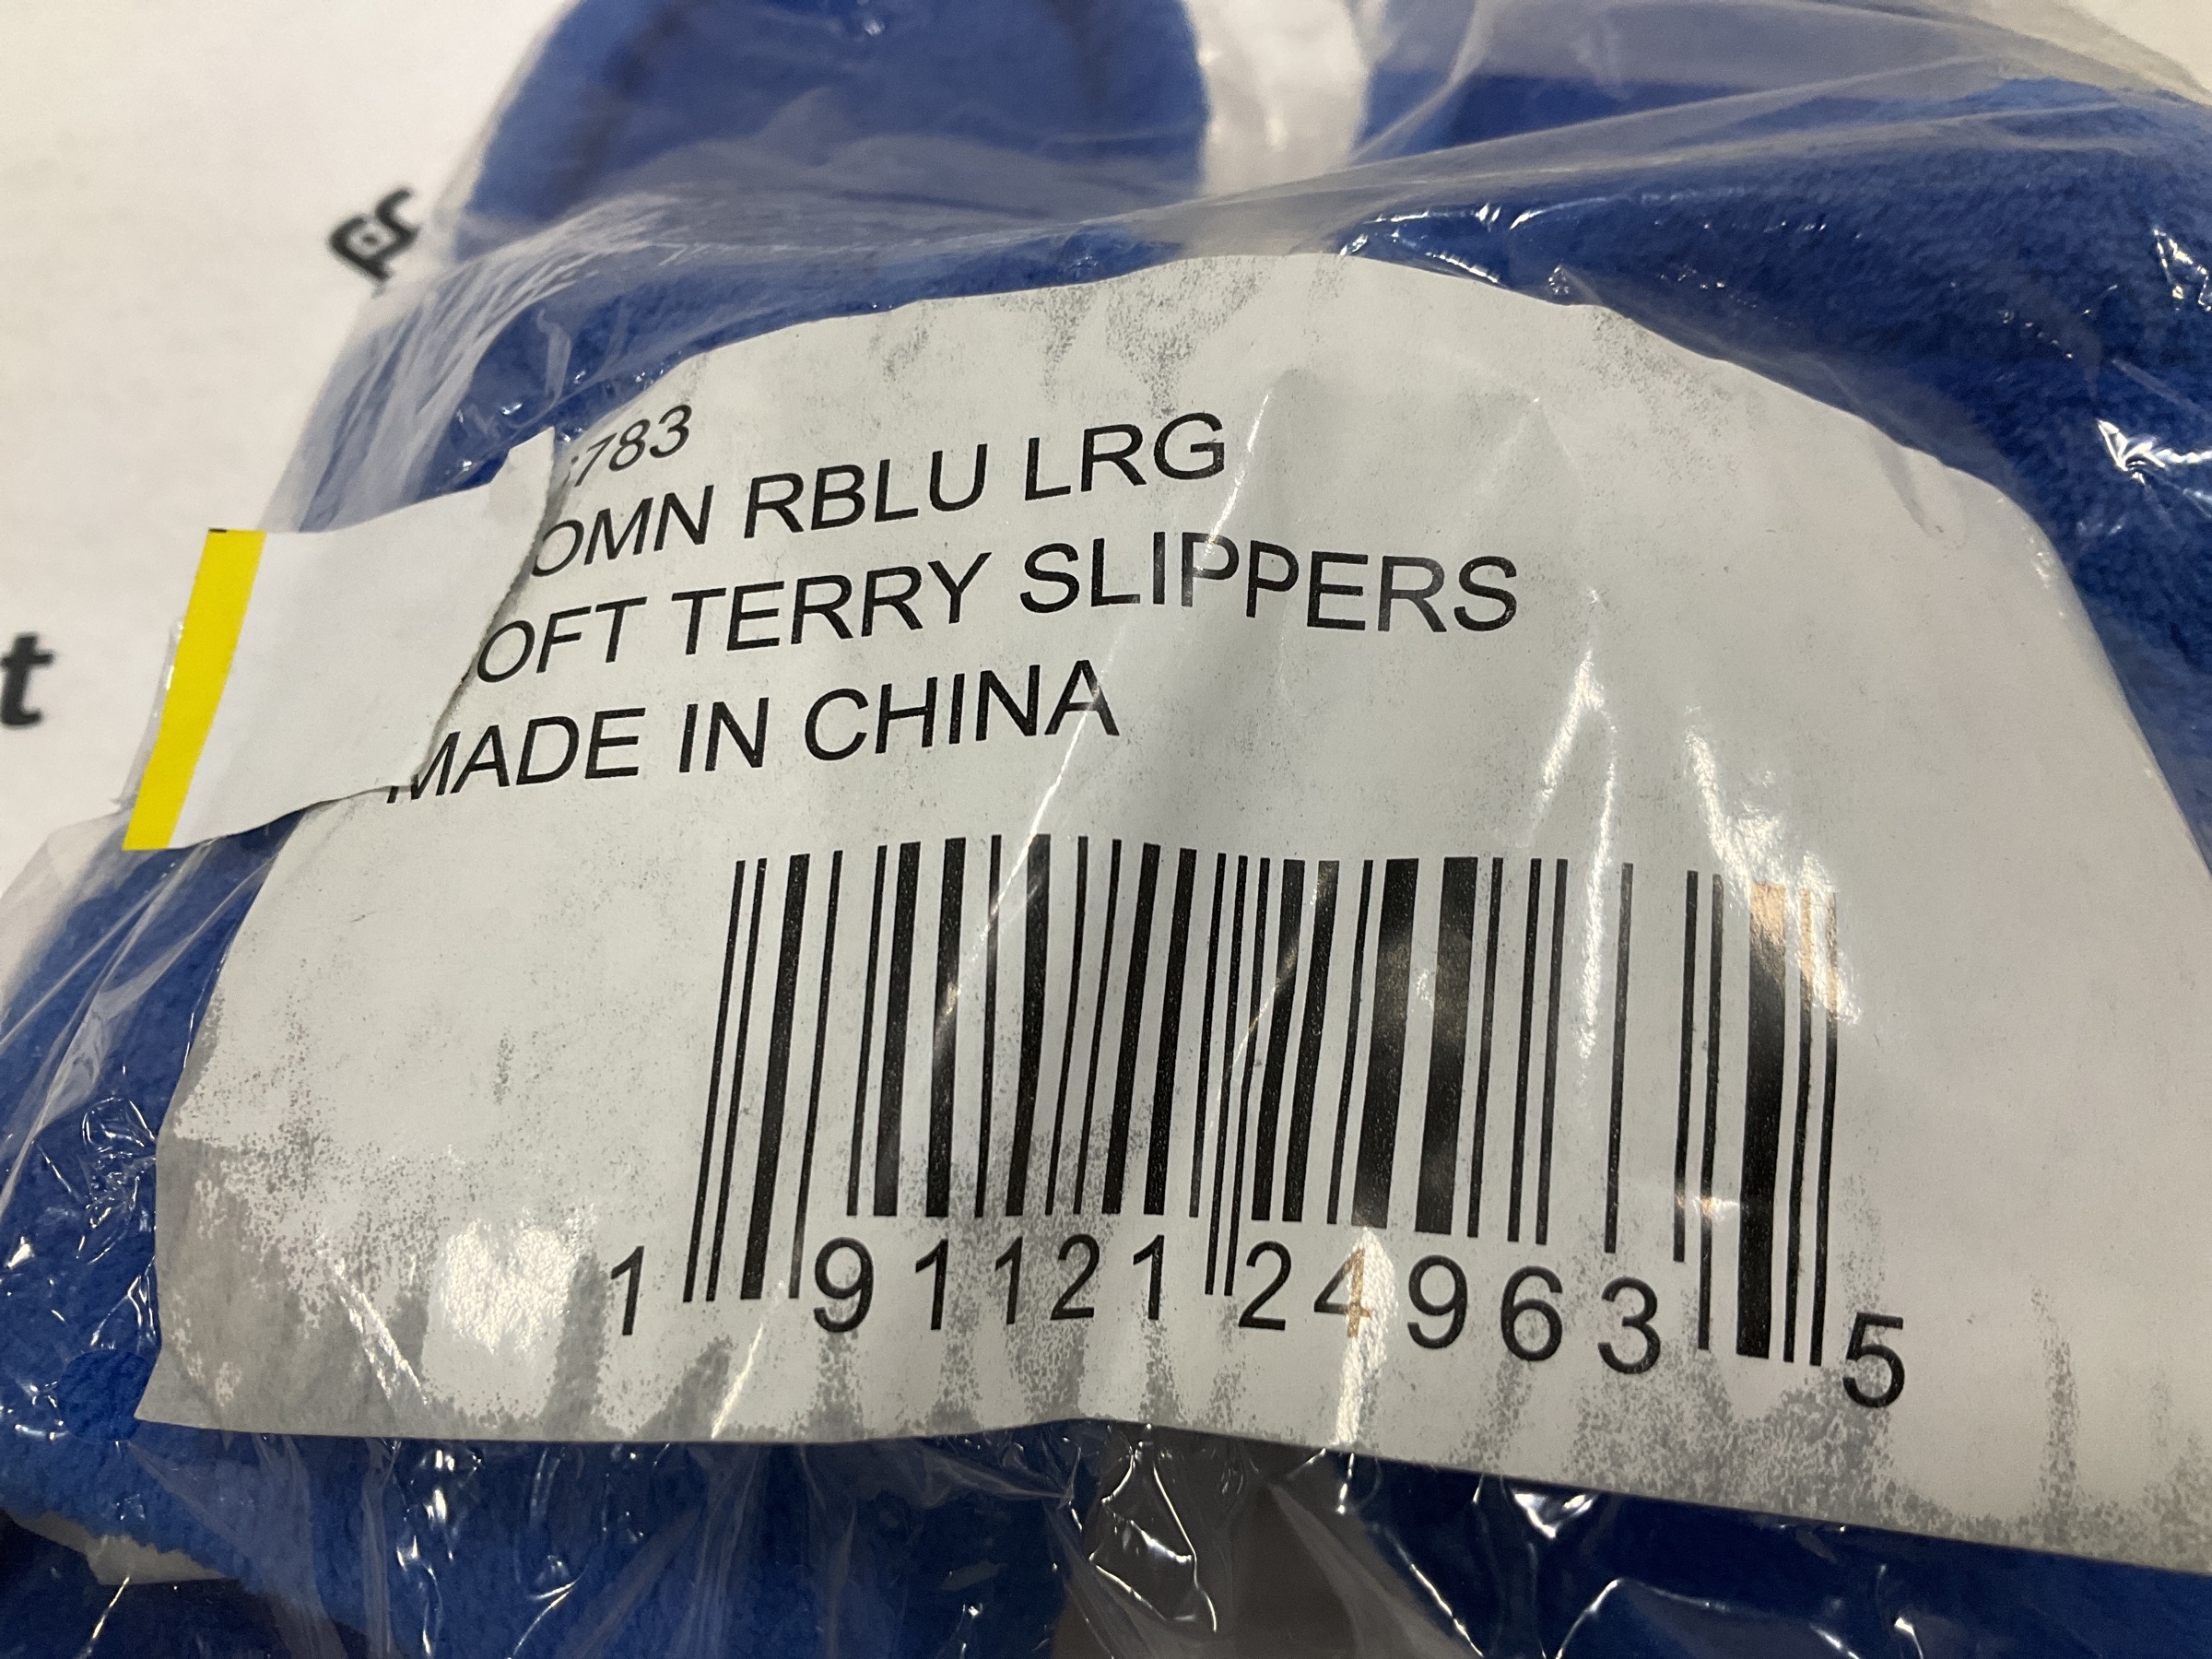 783
OMN RBLU LRG
OFT TERRY SLIPPERS
MADE IN CHINA
1 91121 24963 5
t